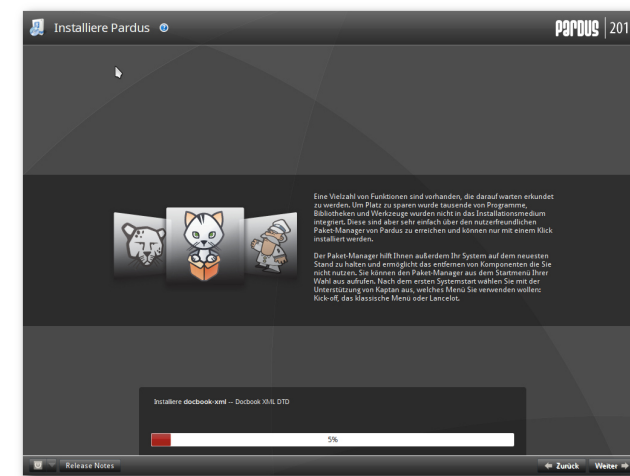 Installiere Pardus
PARDUS | 201
Eine Vielzahl von Funktionen sind vorhanden, die darauf warten erkundet
zu werden. Um Platz zu sparen wurde tausende von Programme,
Bibliotheken und Werkzeuge wurden nicht in das Installationsmedium
integriert. Diese sind aber sehr einfach über den nutzerfreundlichen
Paket-Manager von Pardus zu erreichen und können nur mit einem Klick
installiert werden.
Der Paket-Manager hilft Ihnen außerdem Ihr System auf dem neuesten
Stand zu halten und ermöglicht das entfernen von Komponenten die Sie
nicht nutzen. Sie können den Paket-Manager aus dem Startmenü Ihrer
Wahl aus aufrufen. Nach dem ersten Systemstart wählen Sie mit der
Unterstützung von Kaptan aus, welches Menü Sie verwenden wollen:
Kick-off, das klassische Menü oder Lancelot.
Installiere docbook-xml -- Docbook XML DTD
5%
Release Notes
Zurück
Weiter